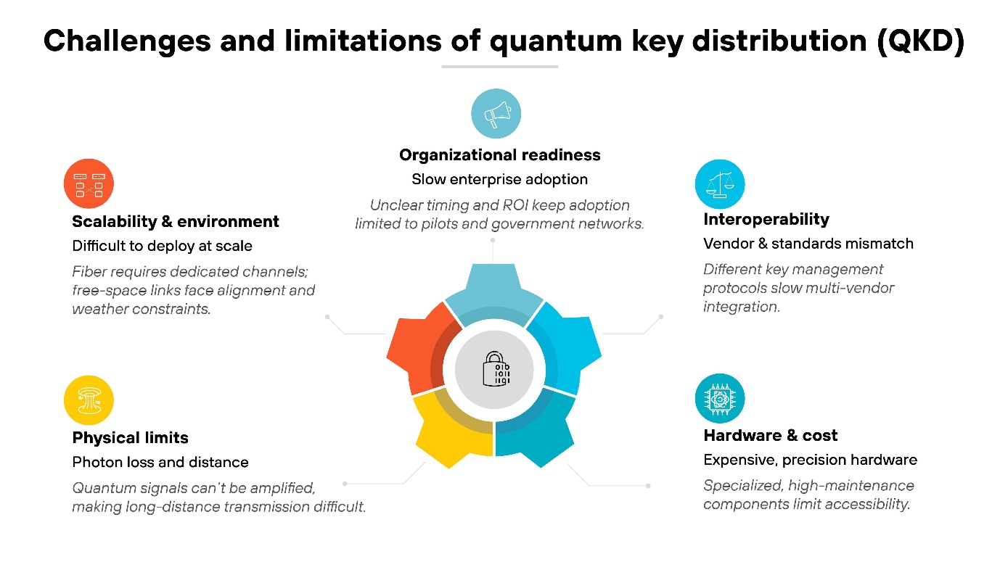 Challenges and limitations of quantum key distribution (QKD)
Organizational readiness
Slow enterprise adoption
Unclear timing and ROI keep adoption
limited to pilots and government networks.
Scalability & environment
Difficult to deploy at scale
Fiber requires dedicated channels;
free-space links face alignment and
weather constraints.
Interoperability
Vendor & standards mismatch
Different key management
protocols slow multi-vendor
integration.
Physical limits
Photon loss and distance
Quantum signals can't be amplified,
making long-distance transmission difficult.
Hardware & cost
Expensive, precision hardware
Specialized, high-maintenance
components limit accessibility.